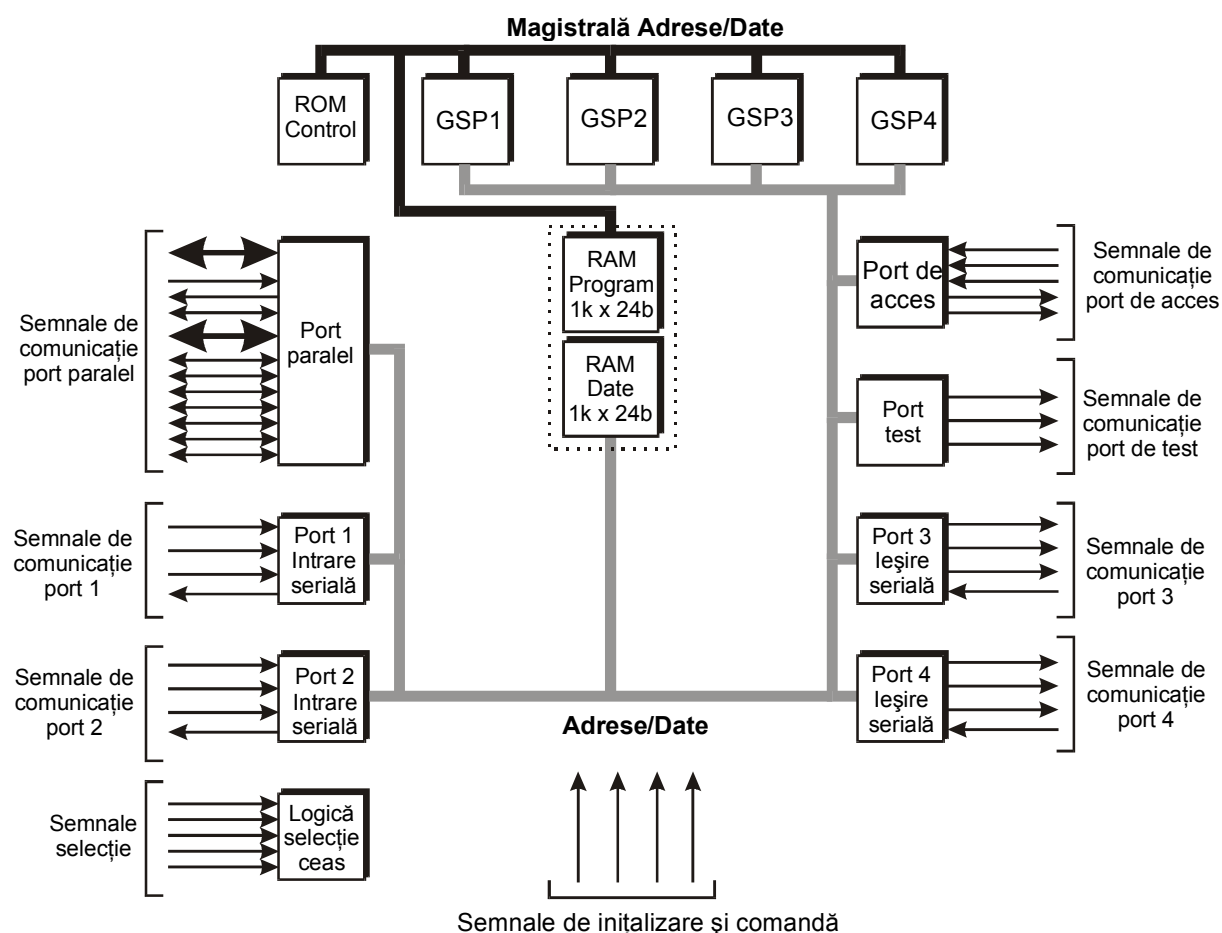 Magistrală Adrese/Date
ROM
Control
GSP1
GSP2
GSP3
GSP4
Semnale de
comunicație
port paralel
Port
paralel
RAM
Program
1k x 24b
RAM
Date
1k x 24b
Port de
acces
Semnale de
comunicație
port de acces
Port
test
Semnale de
comunicație
port de test
Semnale de
comunicație
port 1
Port 1
Intrare
serială
Port 3
Ieşire
serială
Semnale de
comunicație
port 3
Semnale de
comunicație
port 2
Port 2
Intrare
serială
Port 4
Ieşire
serială
Semnale de
comunicație
port 4
Adrese/Date
Semnale
selecție
Logică
selecție
ceas
Semnale de inițalizare şi comandă